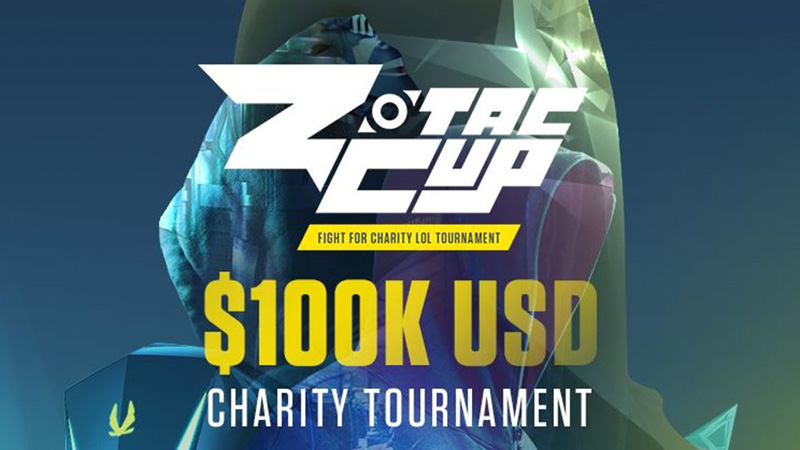 ZOTAC
CUP
FIGHT FOR CHARITY LOL TOURNAMENT
$100K USD
CHARITY TOURNAMENT